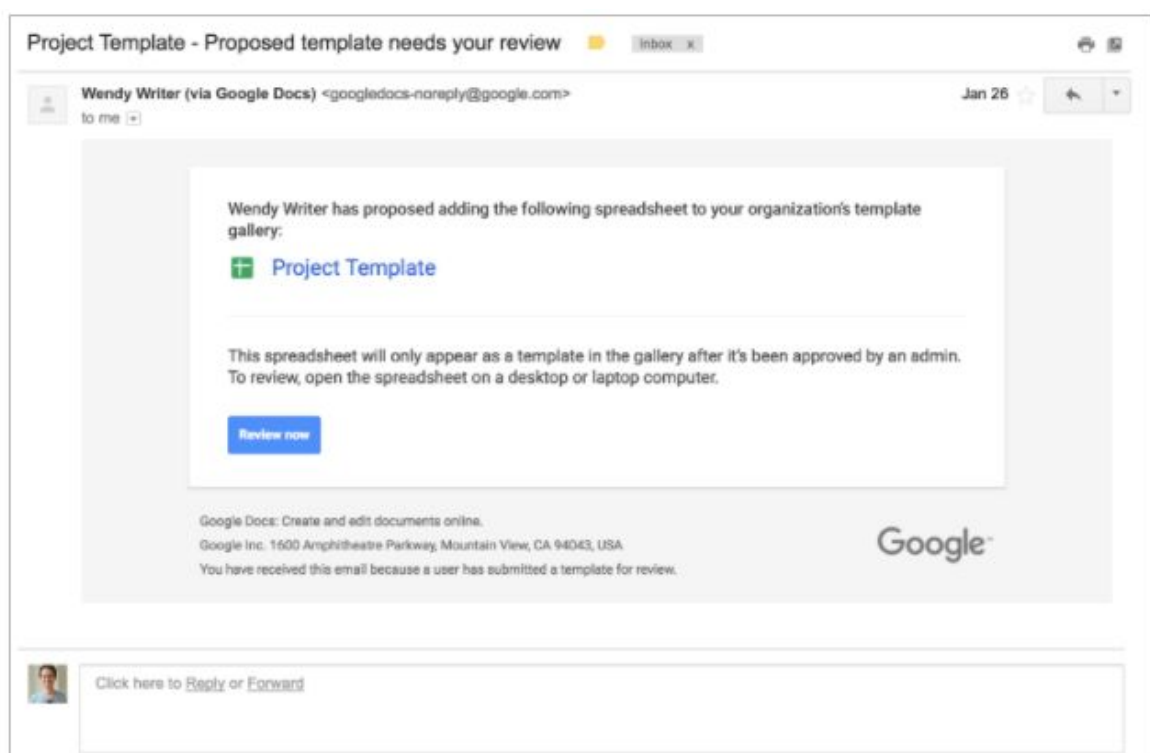 Project Template - Proposed template needs your review
Inbox x
Wendy Writer (via Google Docs) <googledocs-noreply@google.com>
Jan 26
to me
Wendy Writer has proposed adding the following spreadsheet to your organization's template
gallery:
Project Template
This spreadsheet will only appear as a template in the gallery after it's been approved by an admin.
To review, open the spreadsheet on a desktop or laptop computer.
Review now
Google Docs: Create and edit documents online.
Google Inc. 1600 Amphitheatre Parkway, Mountain View, CA 94043, USA
You have received this email because a user has submitted a template for review.
Google
Click here to Reply or Forward